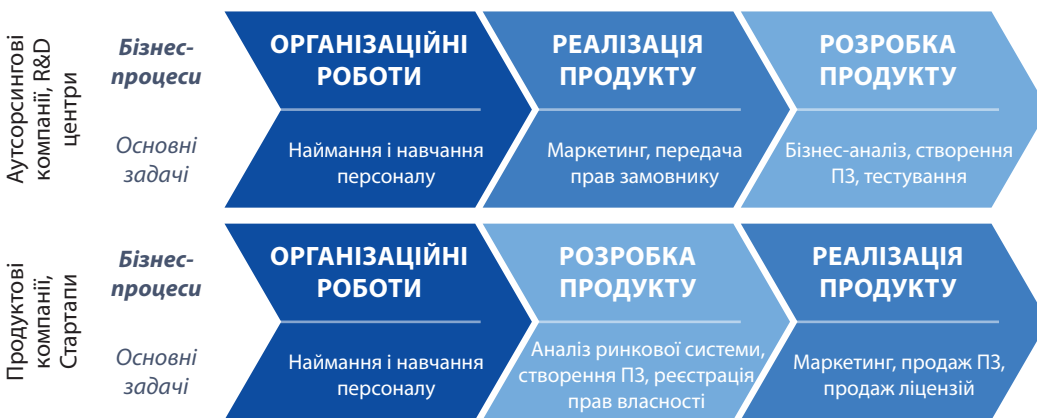 Аутсорсингові
компанії, R&D
центри
Бізнес-
процеси
ОРГАНІЗАЦІЙНІ
РОБОТИ
РЕАЛІЗАЦІЯ
ПРОДУКТУ
РОЗРОБКА
ПРОДУКТУ
Основні
задачі
Наймання і навчання
персоналу
Маркетинг, передача
прав замовнику
Бізнес-аналіз, створення
ПЗ, тестування
Продуктові
компанії,
Стартапи
Бізнес-
процеси
ОРГАНІЗАЦІЙНІ
РОБОТИ
РОЗРОБКА
ПРОДУКТУ
РЕАЛІЗАЦІЯ
ПРОДУКТУ
Основні
задачі
Наймання і навчання
персоналу
Аналіз ринкової системи,
створення ПЗ, реєстрація
прав власності
Маркетинг, продаж ПЗ,
продаж ліцензій